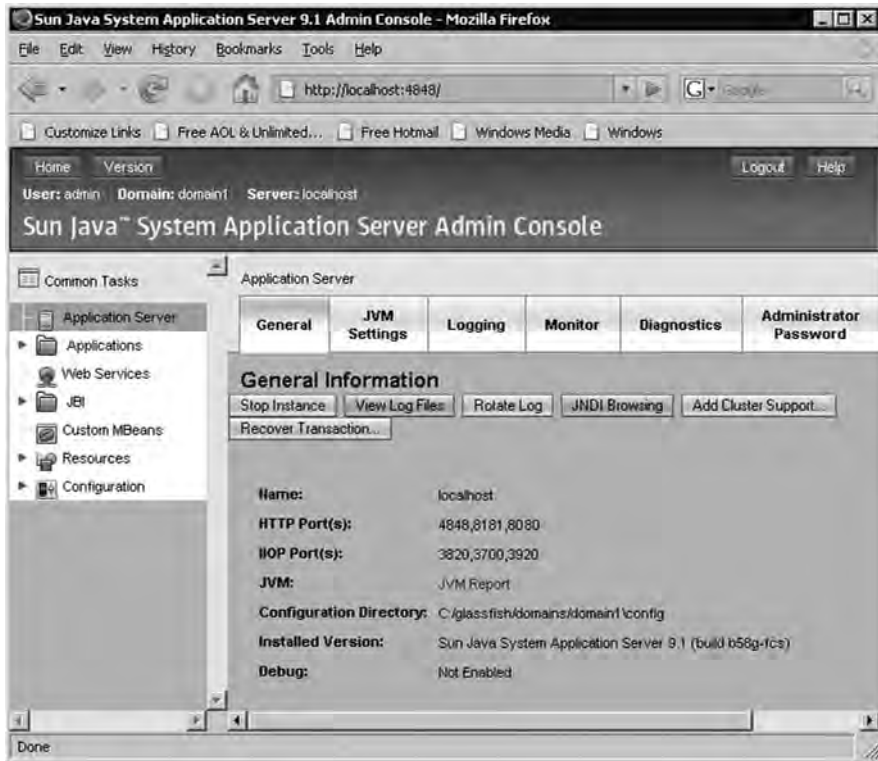 Sun Java System Application Server 9.1 Admin Console - Mozilla Firefox
File Edit View History Bookmarks Tools Help
http://localhost:4848/
G Google
Customize Links Free AOL & Unlimited... Free Hotmail Windows Media Windows
Home Version Logout Help
User: admin Domain: domain1 Server: localhost
Sun Java™ System Application Server Admin Console
Common Tasks
Application Server
Applications
Web Services
JBI
Custom MBeans
Resources
Configuration
Application Server
General JVM Settings Logging Monitor Diagnostics Administrator Password
General Information
Stop Instance View Log Files Rotate Log JNDI Browsing Add Cluster Support...
Recover Transaction...
Name: localhost
HTTP Port(s): 4848,8181,8080
IIOP Port(s): 3820,3700,3920
JVM: JVM Report
Configuration Directory: C:/glassfish/domains/domain1\config
Installed Version: Sun Java System Application Server 9.1 (build b58g-fcs)
Debug: Not Enabled
Done